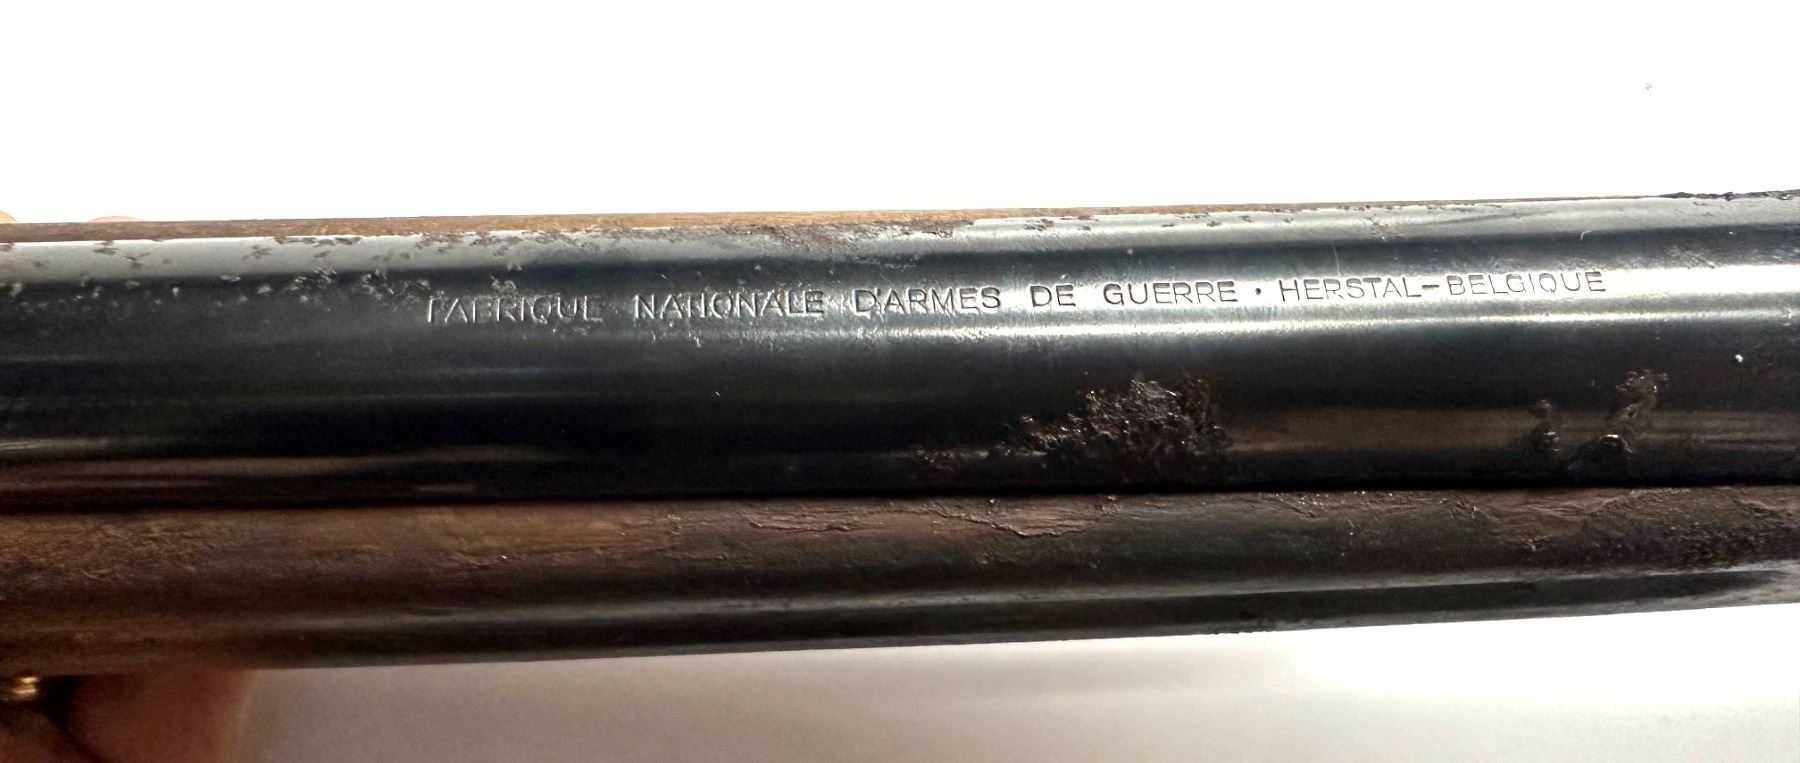 FABRIQUE NATIONALE D'ARMES DE GUERRE · HERSTAL-BELGIQUE